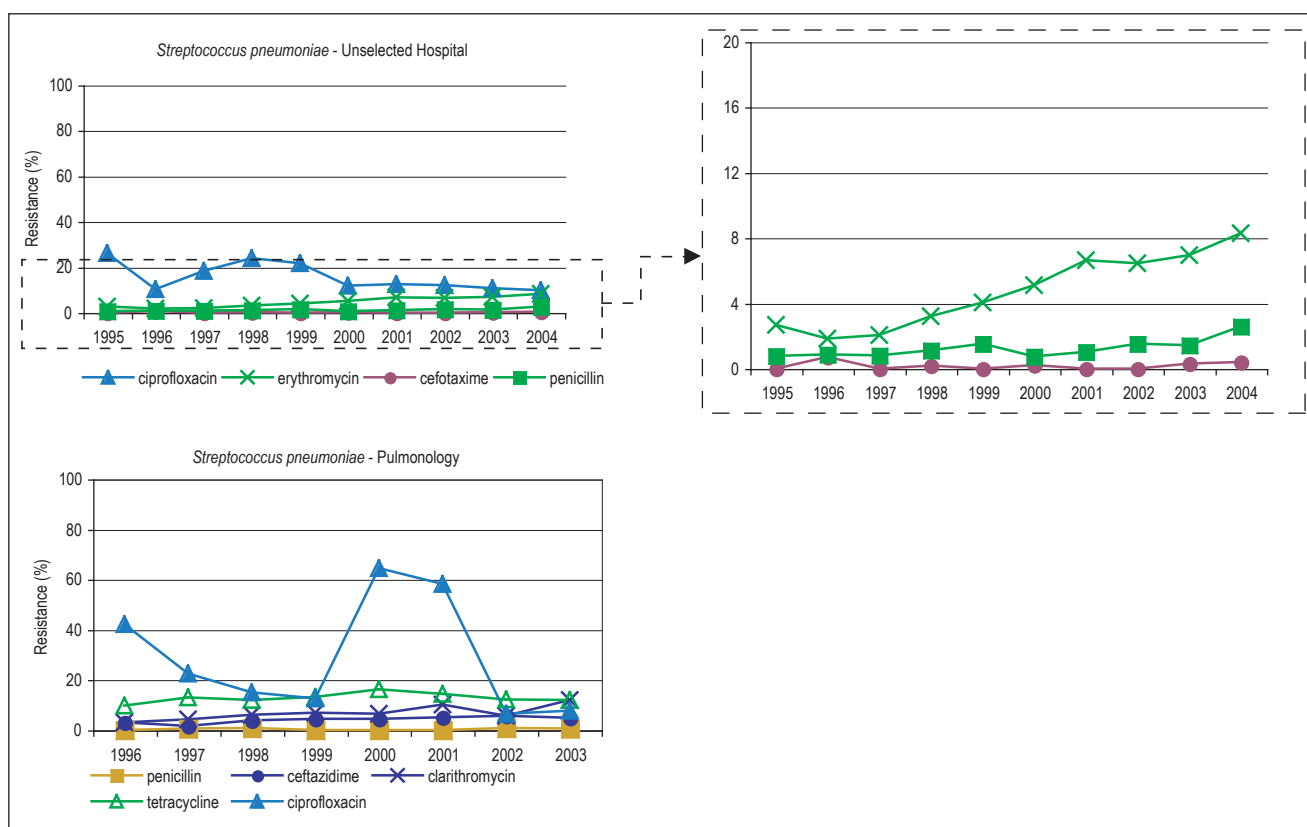 Streptococcus pneumoniae - Unselected Hospital
Resistance (%)
100
80
60
40
20
0
1995 1996 1997 1998 1999 2000 2001 2002 2003 2004
ciprofloxacin erythromycin cefotaxime penicillin
20
16
12
8
4
0
1995 1996 1997 1998 1999 2000 2001 2002 2003 2004
Streptococcus pneumoniae - Pulmonology
Resistance (%)
100
80
60
40
20
0
1996 1997 1998 1999 2000 2001 2002 2003
penicillin ceftazidime clarithromycin
tetracycline ciprofloxacin